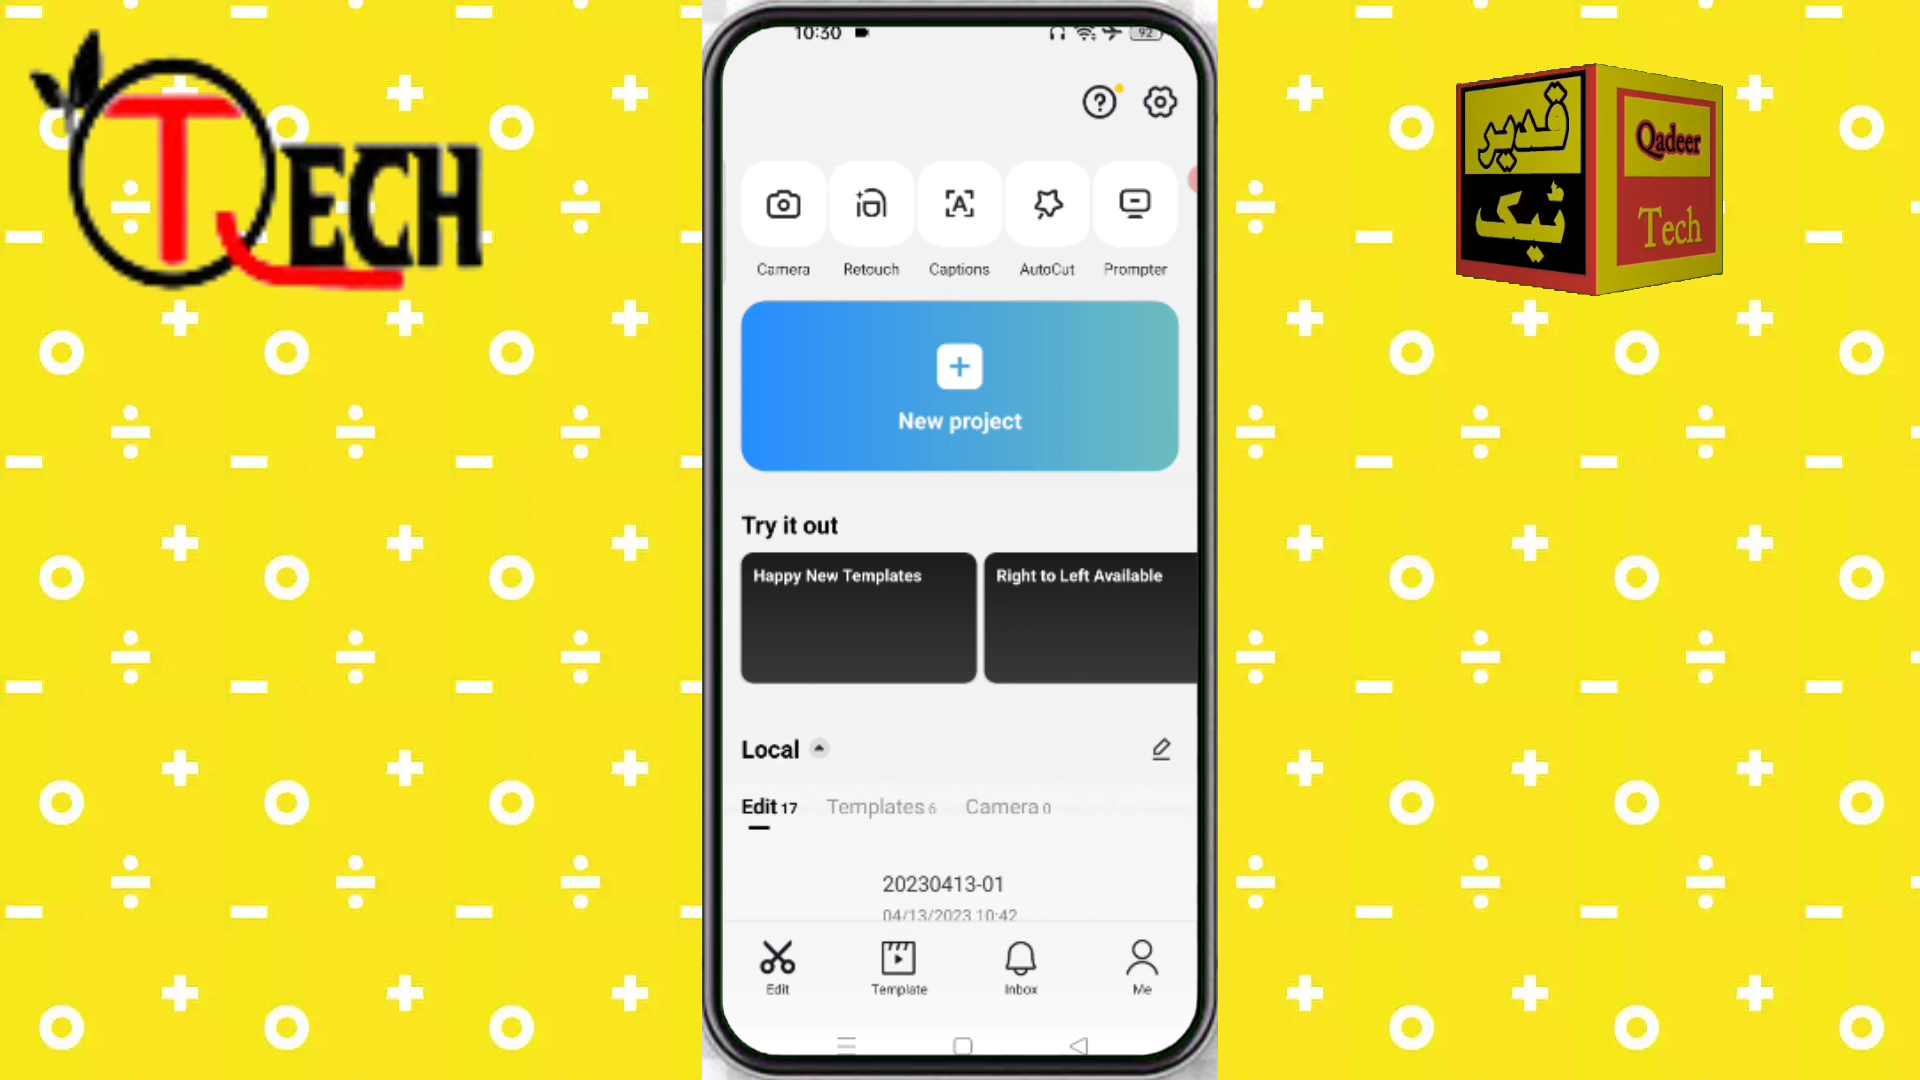 TQ TECH
قدیر
ٹیک
Qadeer
Tech
10:30
92
Camera
Retouch
Captions
AutoCut
Prompter
New project
Try it out
Happy New Templates
Right to Left Available
Local
Edit 17
Templates 6
Camera 0
20230413-01
04/13/2023 10:42
Edit
Template
Inbox
Me